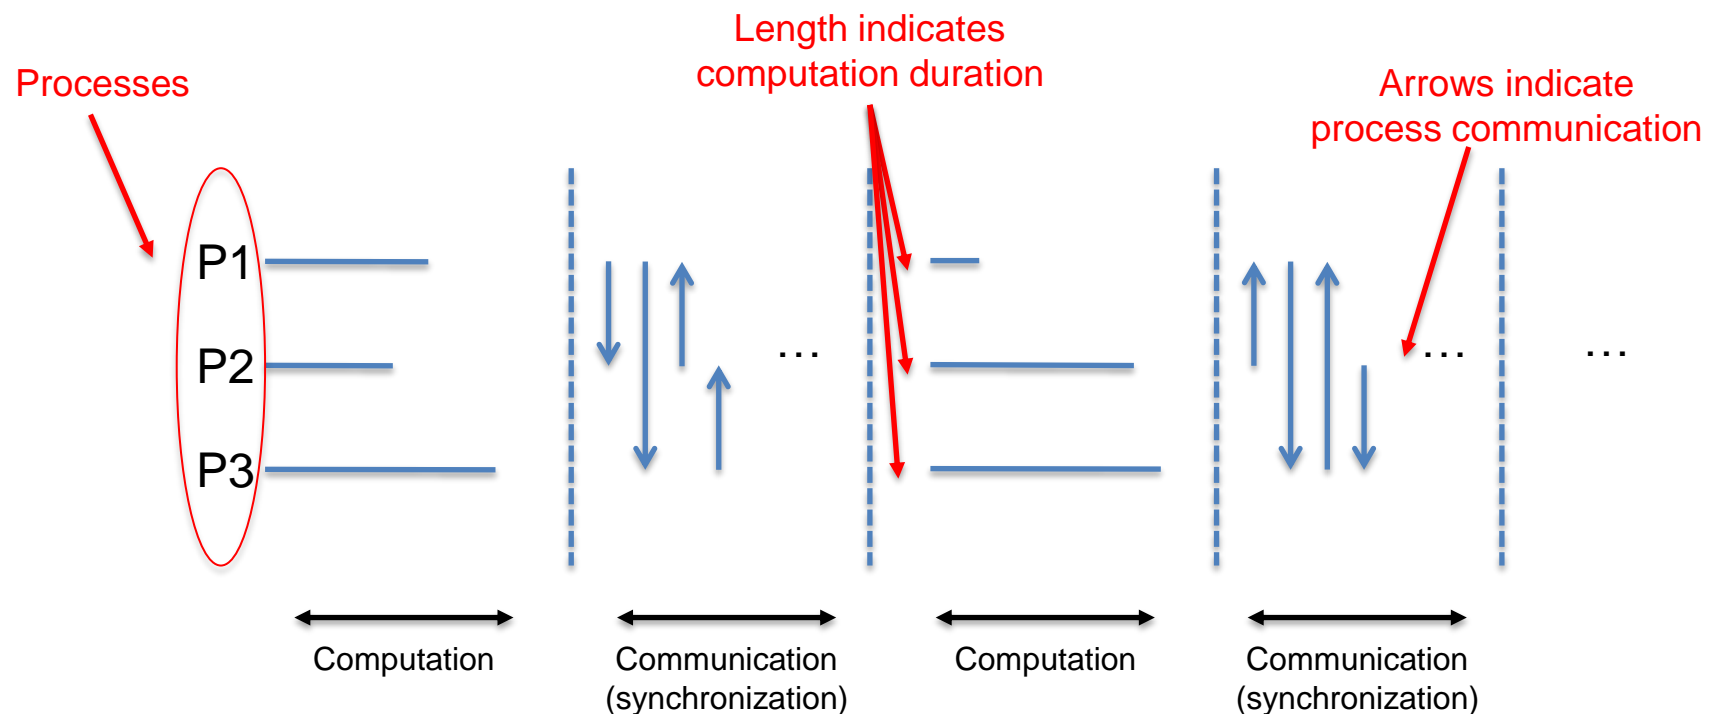 Length indicates
computation duration
Processes
Arrows indicate
process communication
P1
P2
...
...
...
P3
Computation
Communication
(synchronization)
Computation
Communication
(synchronization)